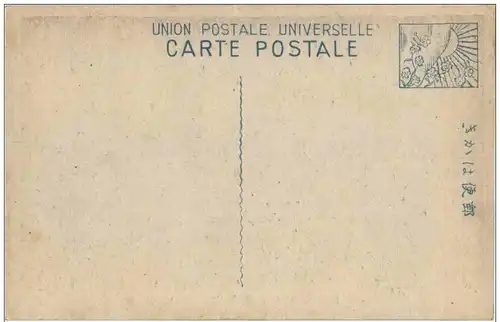 UNION POSTALE UNIVERSELLE
CARTE POSTALE
きかは便郵